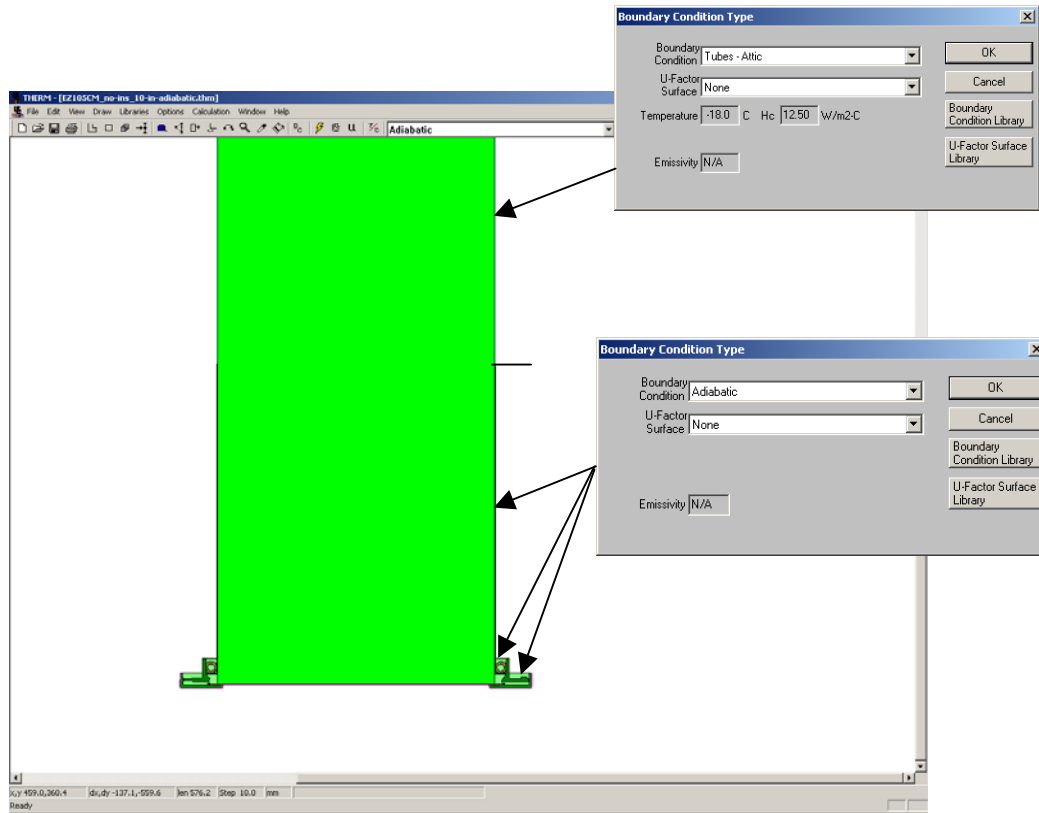 Boundary Condition Type
Boundary Condition Tubes - Attic
U-Factor Surface None
Temperature -18.0 C Hc 12.50 W/m2-C
Emissivity N/A
OK
Cancel
Boundary Condition Library
U-Factor Surface Library
THERM - [EZ10SCM_no-ins_10-in-adiabatic.thm]
File Edit View Draw Libraries Options Calculation Window Help
Adiabatic
Boundary Condition Type
Boundary Condition Adiabatic
U-Factor Surface None
Emissivity N/A
OK
Cancel
Boundary Condition Library
U-Factor Surface Library
x,y 459.0,360.4 dx,dy -137.1,-559.6 len 576.2 Step 10.0 mm
Ready